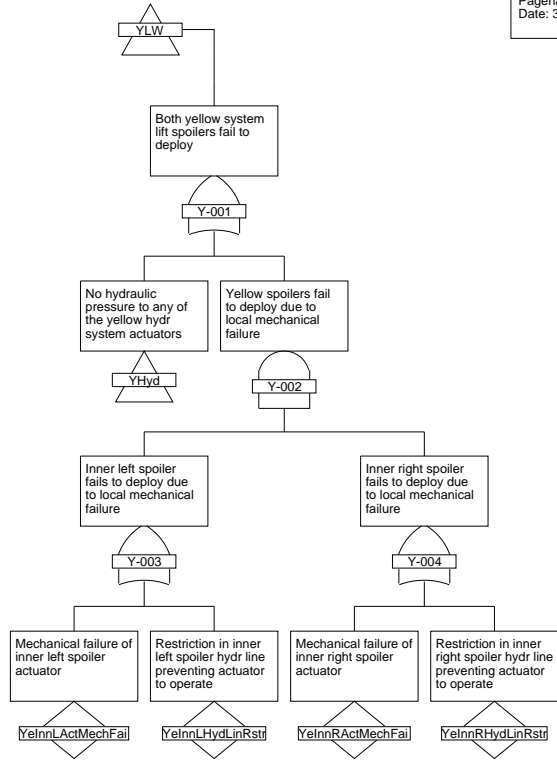 Date: 3
YLW
Both yellow system
lift spoilers fail to
deploy
Y-001
No hydraulic
pressure to any of
the yellow hydr
system actuators
Yellow spoilers fail
to deploy due to
local mechanical
failure
YHyd
Y-002
Inner left spoiler
fails to deploy due
to local mechanical
failure
Inner right spoiler
fails to deploy due
to local mechanical
failure
Y-003
Y-004
Mechanical failure of
inner left spoiler
actuator
Restriction in inner
left spoiler hydr line
preventing actuator
to operate
Mechanical failure of
inner right spoiler
actuator
Restriction in inner
right spoiler hydr line
preventing actuator
to operate
YeInnLActMechFai
YeInnLHydLinRstr
YeInnRActMechFai
YeInnRHydLinRstr